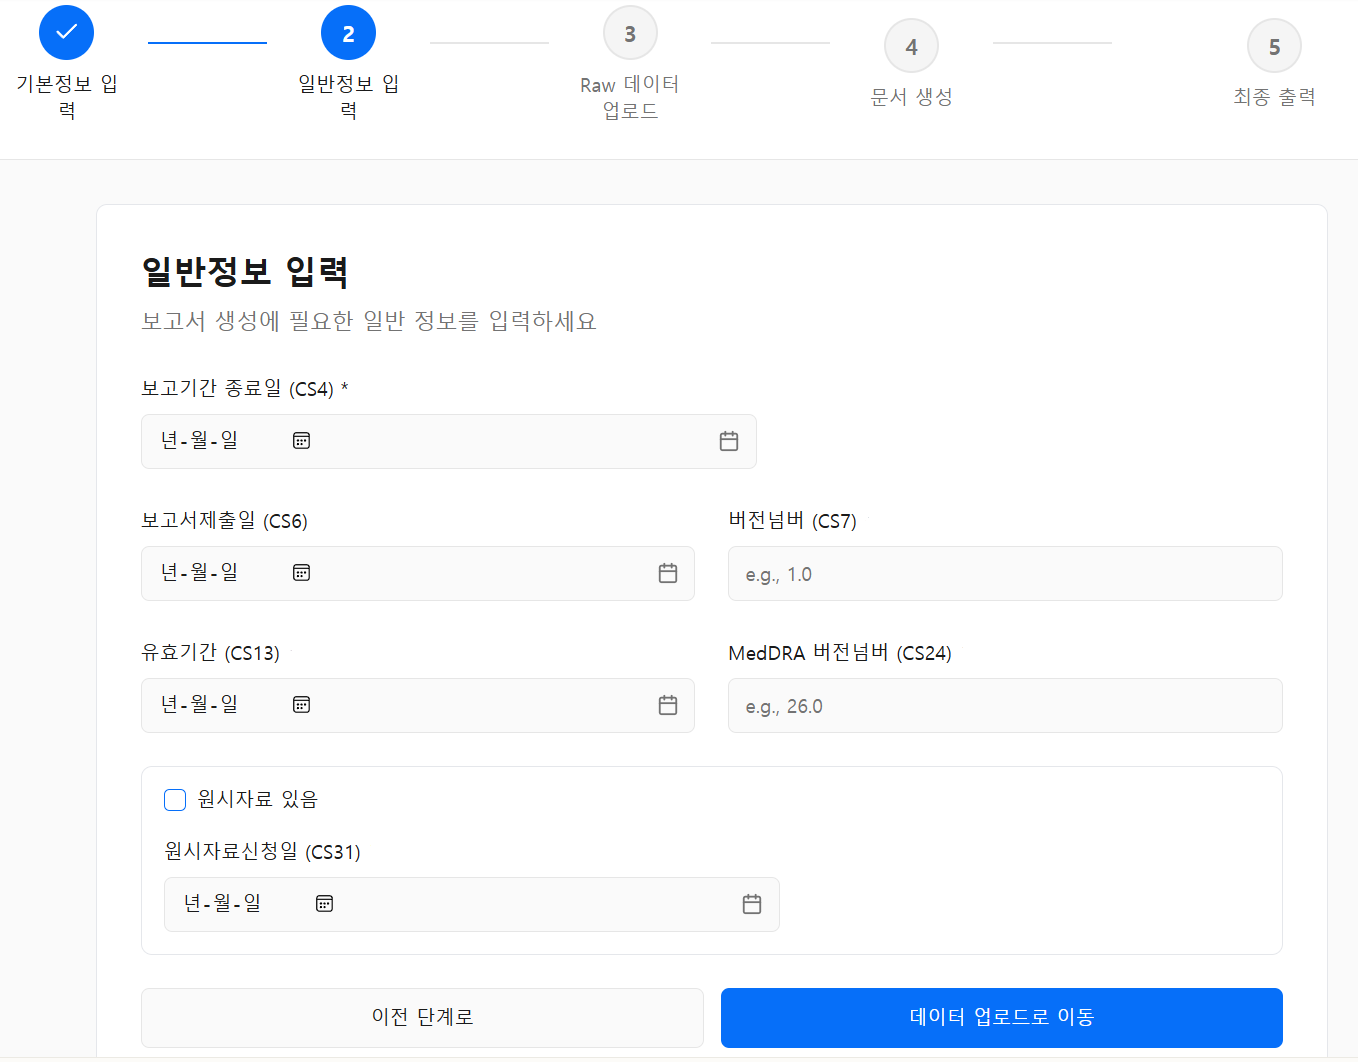 2
3
4
5
기본정보 입
력
일반정보 입
력
Raw 데이터
업로드
문서 생성
최종 출력
일반정보 입력
보고서 생성에 필요한 일반 정보를 입력하세요
보고기간 종료일 (CS4) *
년-월-일
보고서제출일 (CS6)
버전넘버 (CS7)
년-월-일
e.g., 1.0
유효기간 (CS13)
MedDRA 버전넘버 (CS24)
년-월-일
e.g., 26.0
원시자료 있음
원시자료신청일 (CS31)
년-월-일
이전 단계로
데이터 업로드로 이동